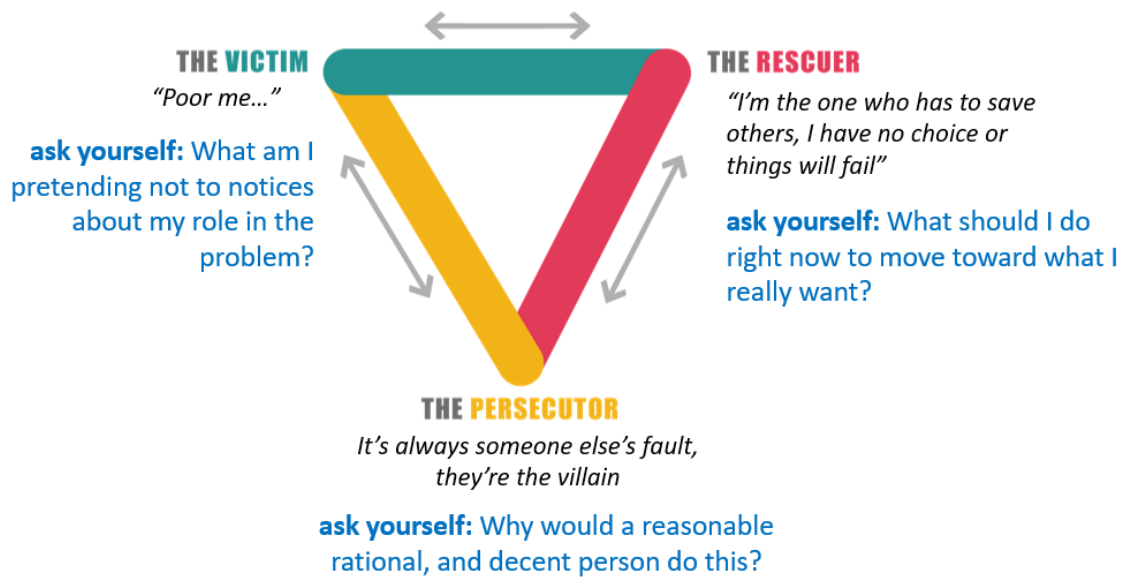 THE VICTIM
“Poor me…”
ask yourself: What am I
pretending not to notices
about my role in the
problem?
THE RESCUER
“I’m the one who has to save
others, I have no choice or
things will fail”
ask yourself: What should I do
right now to move toward what I
really want?
THE PERSECUTOR
It’s always someone else’s fault,
they’re the villain
ask yourself: Why would a reasonable
rational, and decent person do this?